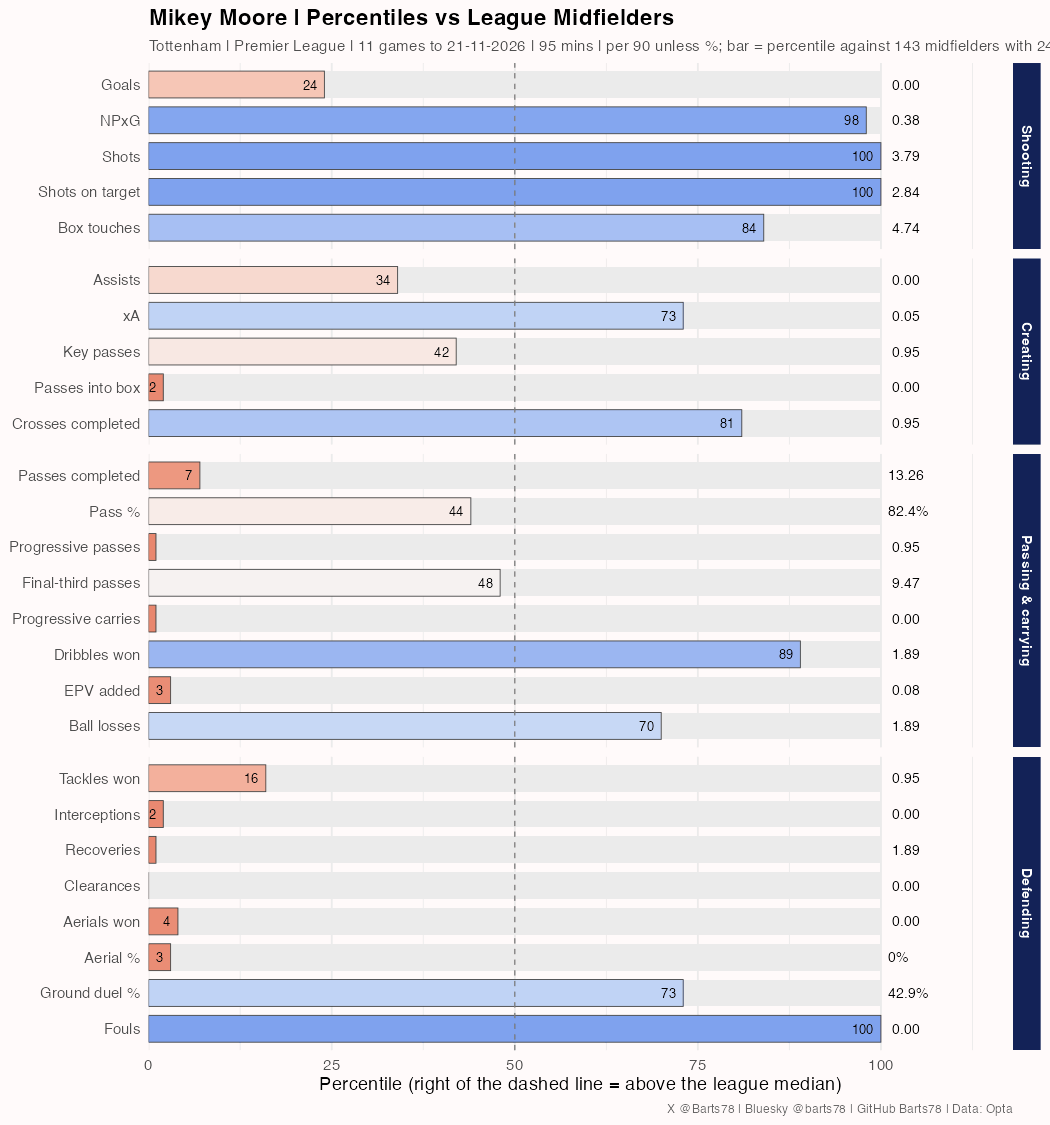 Mikey Moore | Percentiles vs League Midfielders
Tottenham | Premier League | 11 games to 21-11-2026 | 95 mins | per 90 unless %; bar = percentile against 143 midfielders with 24
Goals 24 0.00
NPxG 98 0.38
Shots 100 3.79
Shots on target 100 2.84
Box touches 84 4.74
Shooting
Assists 34 0.00
xA 73 0.05
Key passes 42 0.95
Passes into box 2 0.00
Crosses completed 81 0.95
Creating
Passes completed 7 13.26
Pass % 44 82.4%
Progressive passes 0.95
Final-third passes 48 9.47
Progressive carries 0.00
Dribbles won 89 1.89
EPV added 3 0.08
Ball losses 70 1.89
Passing & carrying
Tackles won 16 0.95
Interceptions 2 0.00
Recoveries 1.89
Clearances 0.00
Aerials won 4 0.00
Aerial % 3 0%
Ground duel % 73 42.9%
Fouls 100 0.00
Defending
0 25 50 75 100
Percentile (right of the dashed line = above the league median)
X @Barts78 | Bluesky @barts78 | GitHub Barts78 | Data: Opta